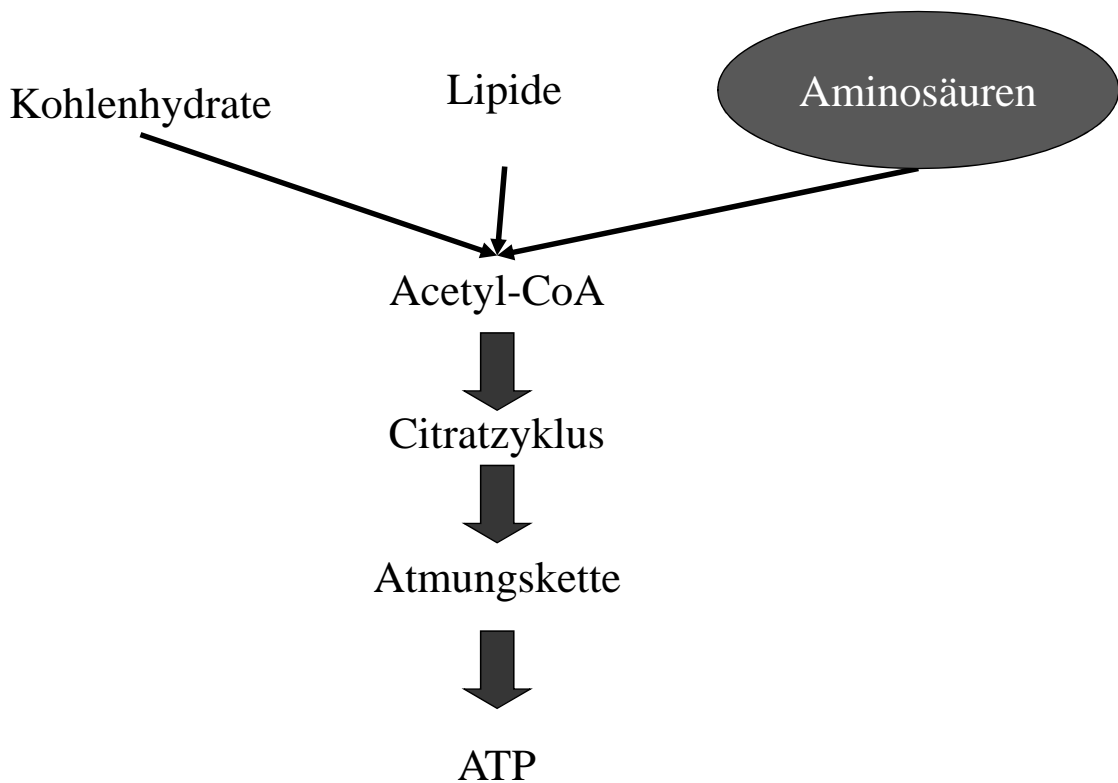 Kohlenhydrate
Lipide
Aminosäuren
Acetyl-CoA
Citratzyklus
Atmungskette
ATP